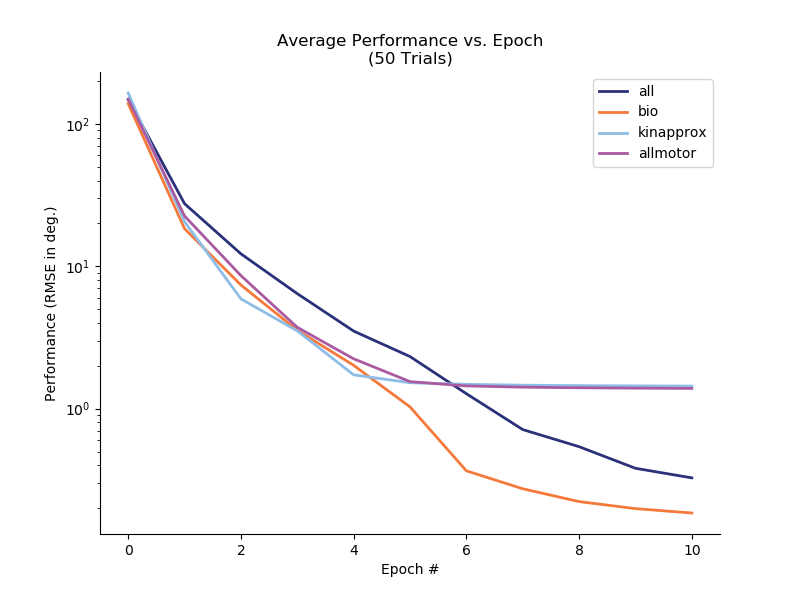 Average Performance vs. Epoch
(50 Trials)
all
bio
kinapprox
allmotor
Performance (RMSE in deg.)
10²
10¹
10⁰
0 2 4 6 8 10
Epoch #